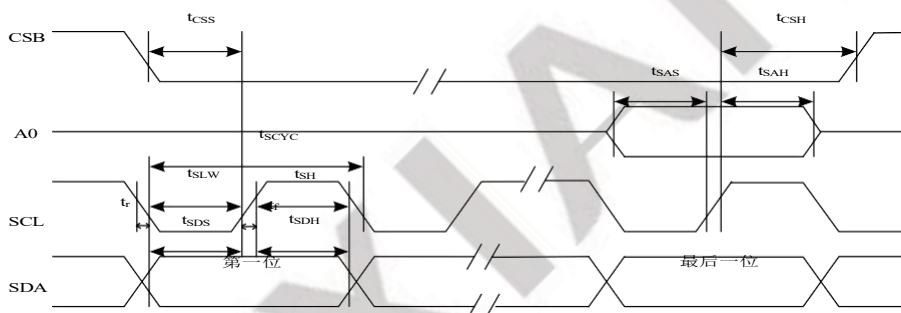 tCSS
tCSH
CSB
tSAS
tSAH
A0
tSCYC
tSLW
tSH
tr
tf
tSDS
tSDH
SCL
第一位
最后一位
SDA